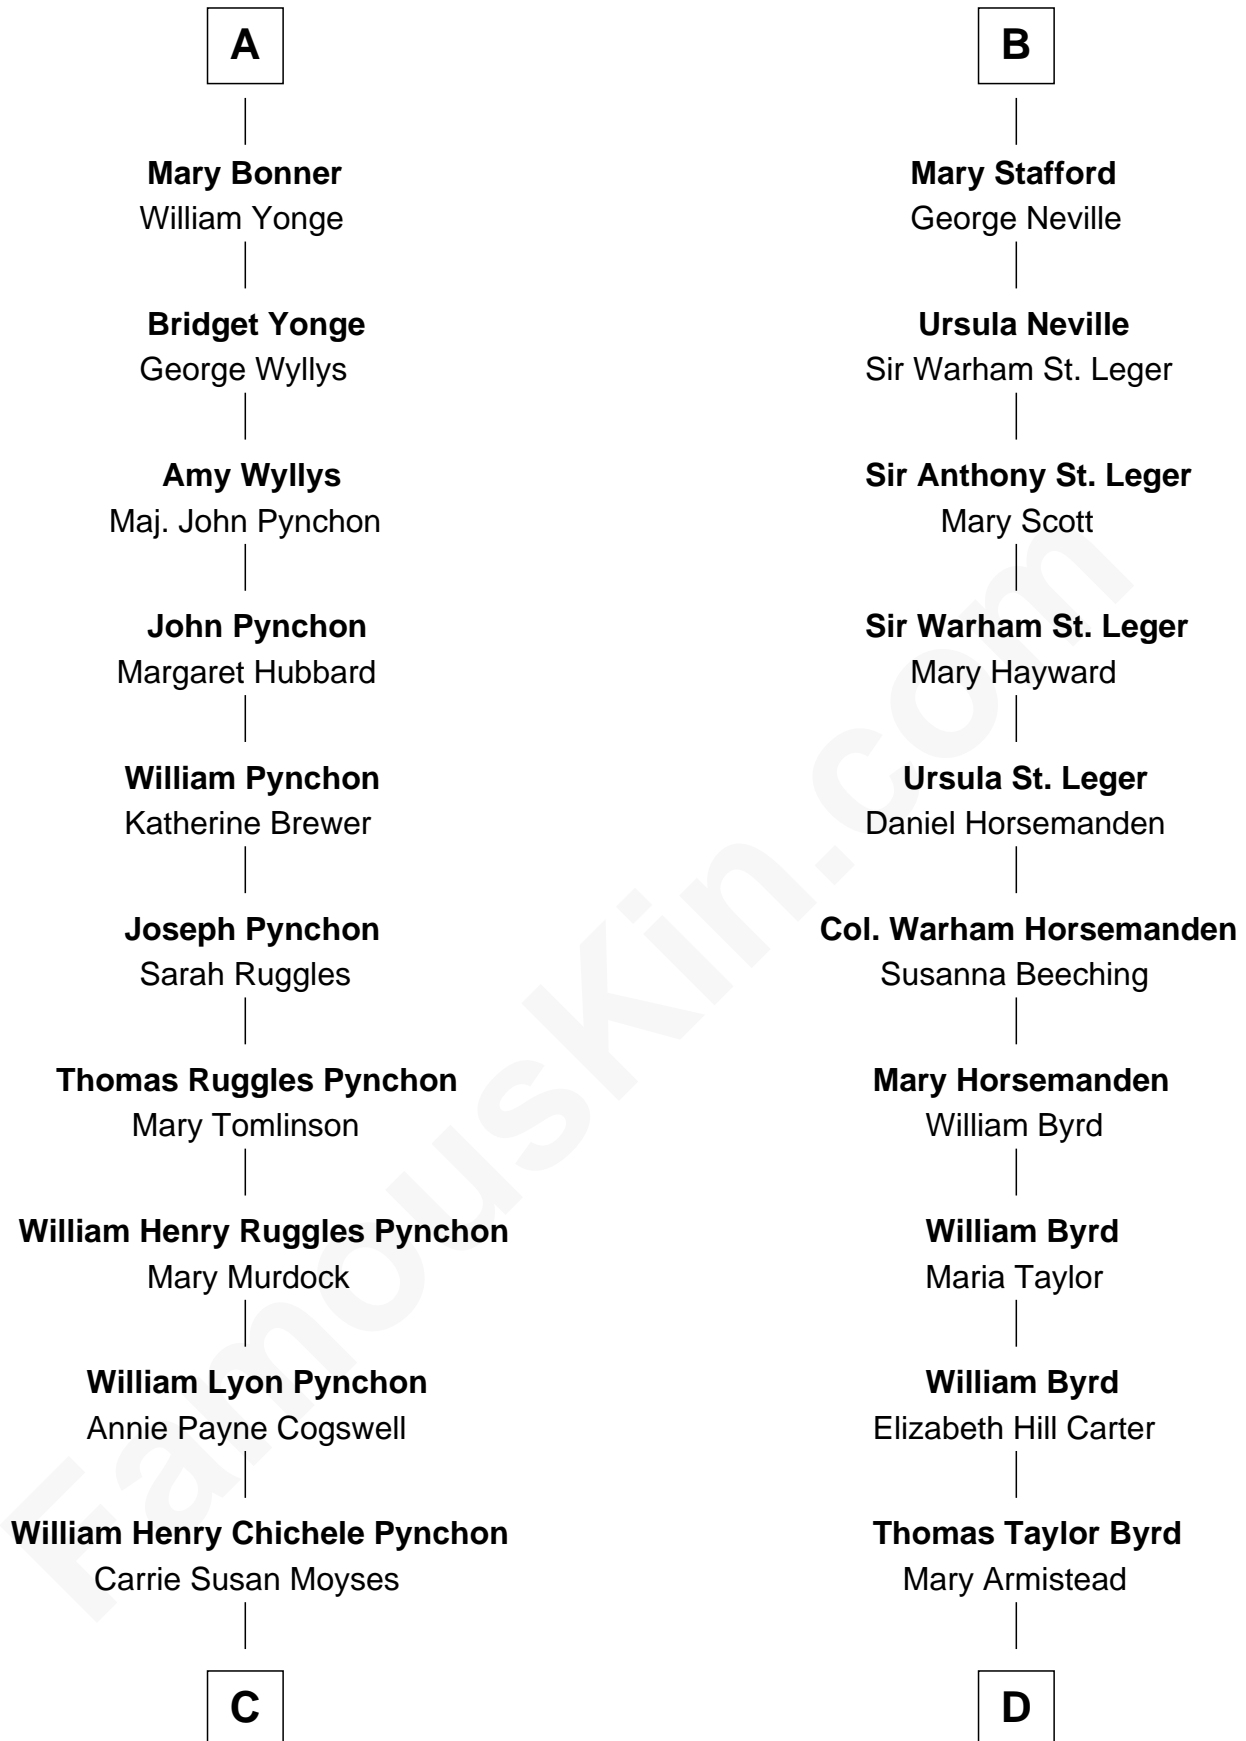 A
Mary Bonner
William Yonge
Bridget Yonge
George Wyllys
Amy Wyllys
Maj. John Pynchon
John Pynchon
Margaret Hubbard
William Pynchon
Katherine Brewer
Joseph Pynchon
Sarah Ruggles
Thomas Ruggles Pynchon
Mary Tomlinson
William Henry Ruggles Pynchon
Mary Murdock
William Lyon Pynchon
Annie Payne Cogswell
William Henry Chichele Pynchon
Carrie Susan Moyses
C
B
Mary Stafford
George Neville
Ursula Neville
Sir Warham St. Leger
Sir Anthony St. Leger
Mary Scott
Sir Warham St. Leger
Mary Hayward
Ursula St. Leger
Daniel Horsemanden
Col. Warham Horsemanden
Susanna Beeching
Mary Horsemanden
William Byrd
William Byrd
Maria Taylor
William Byrd
Elizabeth Hill Carter
Thomas Taylor Byrd
Mary Armistead
D
FamousKin.com